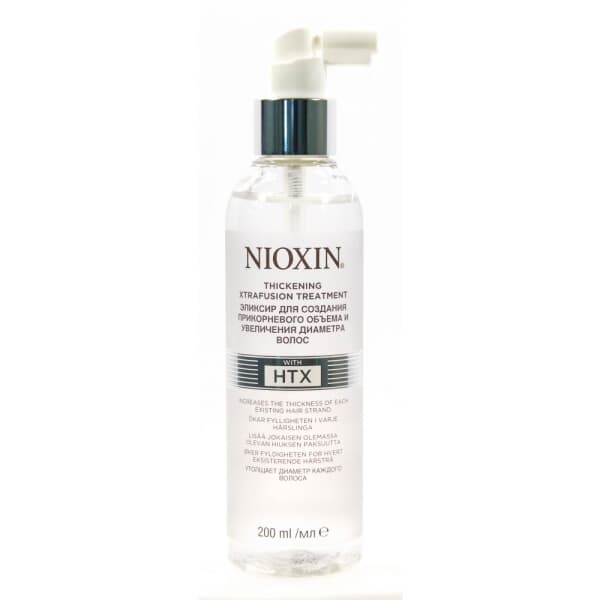 NIOXIN®
THICKENING
XTRAFUSION TREATMENT
ЭЛИКСИР ДЛЯ СОЗДАНИЯ
ПРИКОРНЕВОГО ОБЪЕМА И
УВЕЛИЧЕНИЯ ДИАМЕТРА
ВОЛОС
WITH
HTX
INCREASES THE THICKNESS OF EACH
EXISTING HAIR STRAND
ÖKAR FYLLIGHETEN I VARJE
HÅRSLINGA
LISÄÄ JOKAISEN OLEMASSA
OLEVAN HIUKSEN PAKSUUTTA
ØKER FYLDIGHETEN FOR HVERT
EKSISTERENDE HÅRSTRÅ
УТОЛЩАЕТ ДИАМЕТР КАЖДОГО
ВОЛОСА
200 ml /мл ℮